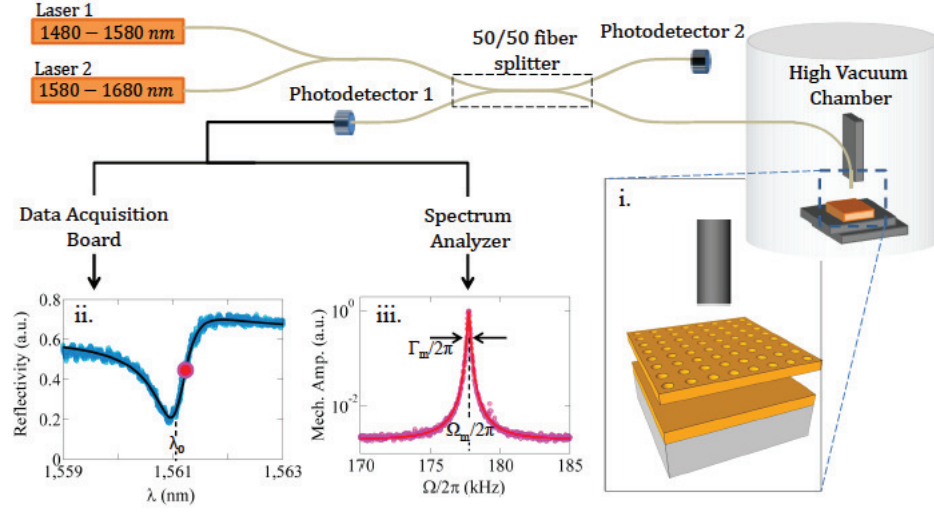 Laser 1
1480 – 1580 nm
Laser 2
1580 – 1680 nm
Photodetector 1
50/50 fiber
splitter
Photodetector 2
High Vacuum
Chamber
Data Acquisition
Board
Spectrum
Analyzer
i.
ii.
Reflectivity (a.u.)
0.8
0.6
0.4
0.2
0
λ₀
1,559
1,561
1,563
λ (nm)
iii.
Mech. Amp. (a.u.)
10⁰
10⁻²
Γₘ/2π
Ωₘ/2π
170
175
180
185
Ω/2π (kHz)